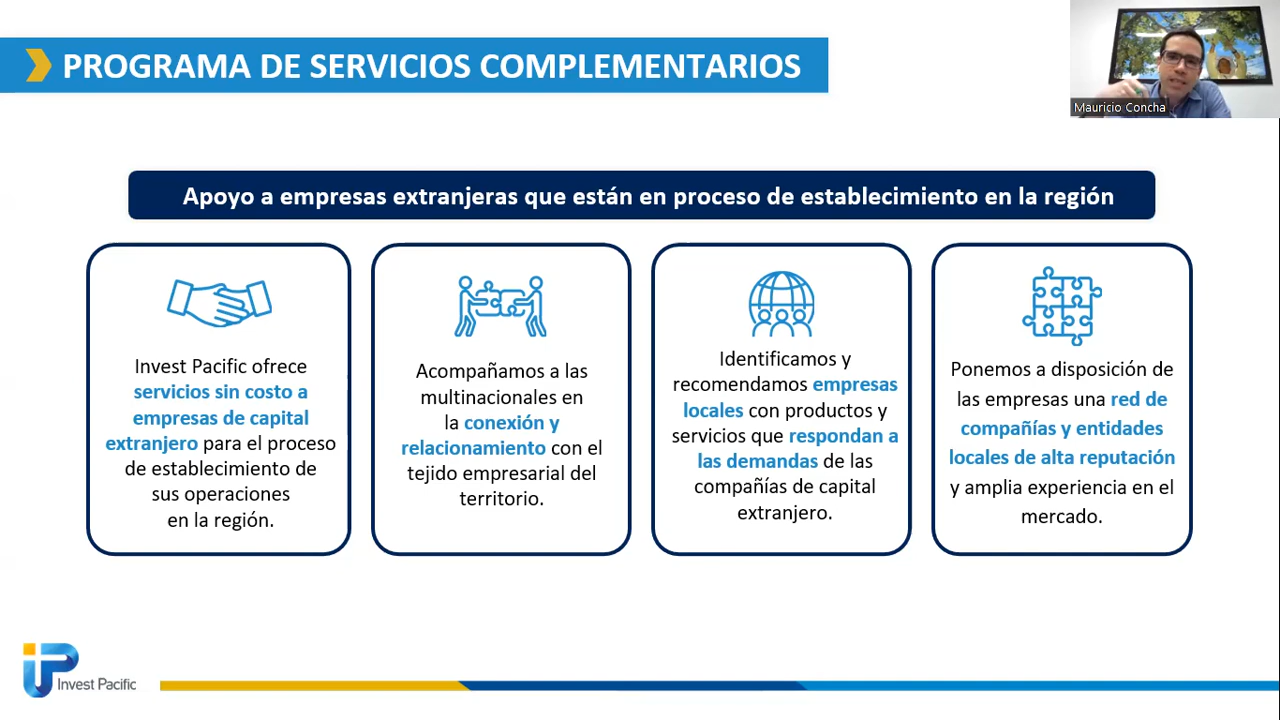 PROGRAMA DE SERVICIOS COMPLEMENTARIOS
Mauricio Concha
Apoyo a empresas extranjeras que están en proceso de establecimiento en la región
Invest Pacific ofrece
servicios sin costo a
empresas de capital
extranjero para el proceso
de establecimiento de
sus operaciones
en la región.
Acompañamos a las
multinacionales en
la conexión y
relacionamiento con el
tejido empresarial del
territorio.
Identificamos y
recomendamos empresas
locales con productos y
servicios que respondan a
las demandas de las
compañías de capital
extranjero.
Ponemos a disposición de
las empresas una red de
compañías y entidades
locales de alta reputación
y amplia experiencia en el
mercado.
Invest Pacific